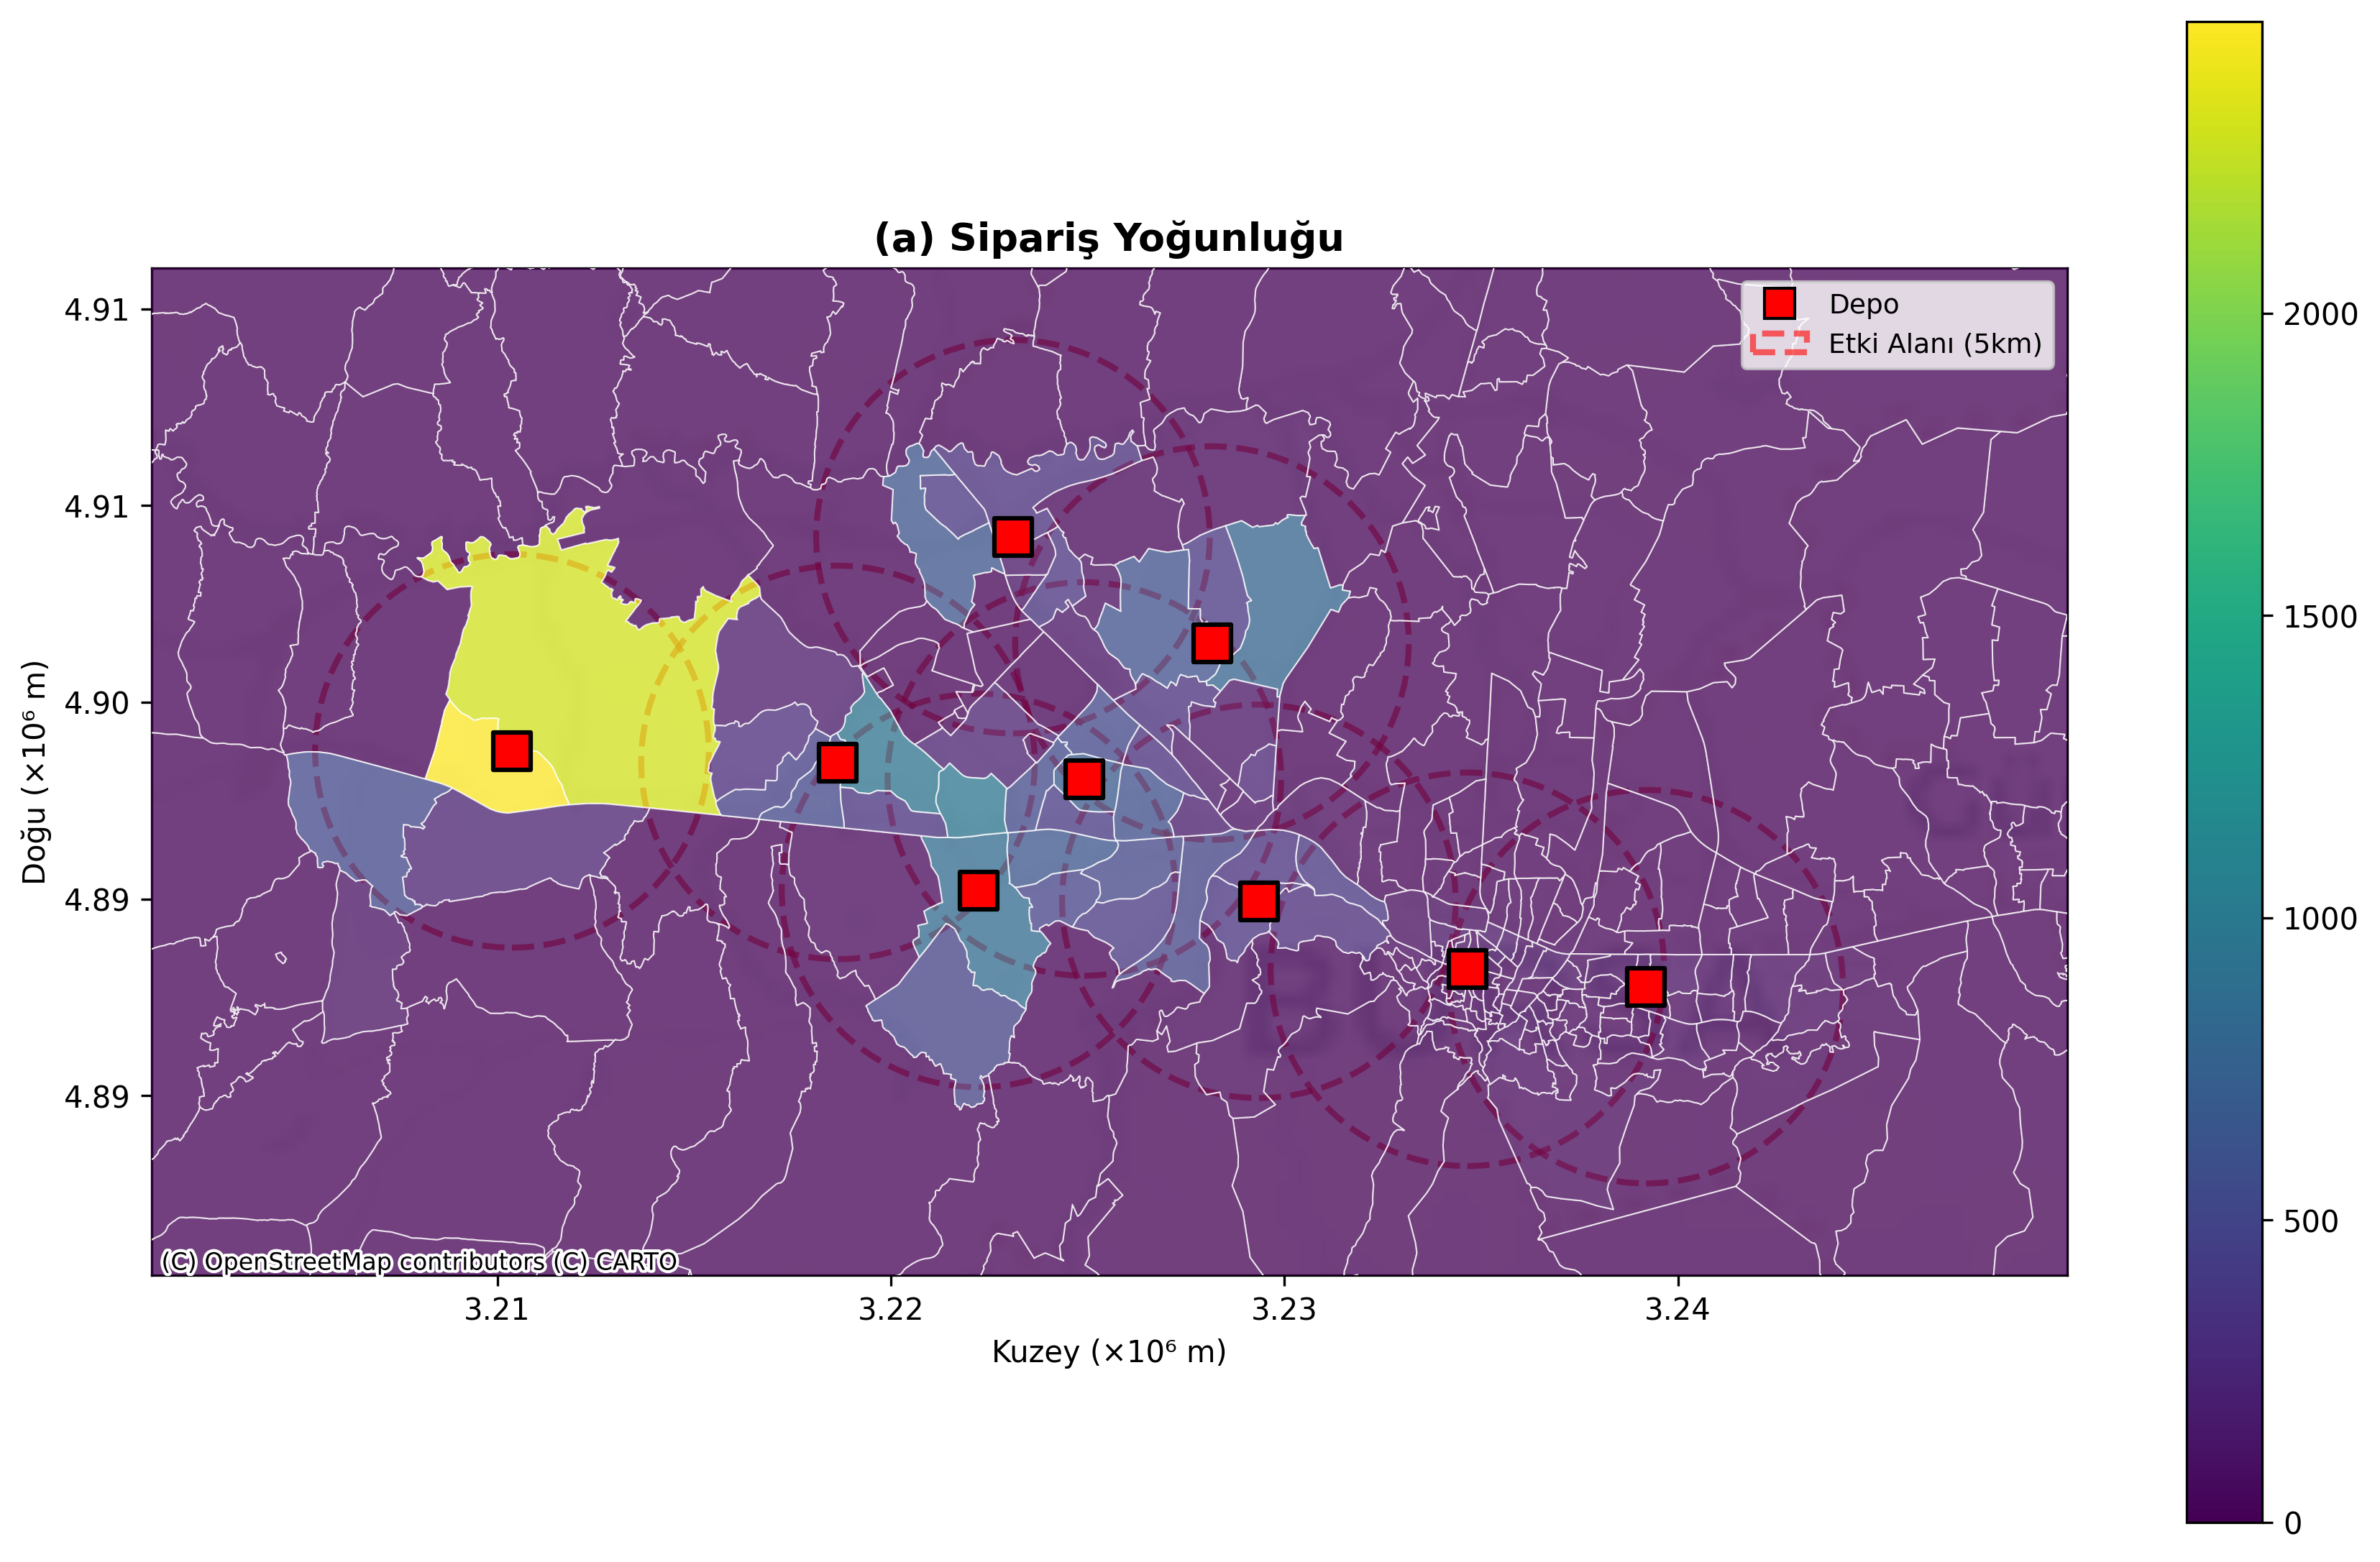 (a) Sipariş Yoğunluğu
Depo
Etki Alanı (5km)
4.91
4.91
4.90
4.89
4.89
Doğu (×10⁶ m)
(C) OpenStreetMap contributors (C) CARTO
3.21
3.22
3.23
3.24
Kuzey (×10⁶ m)
2000
1500
1000
500
0